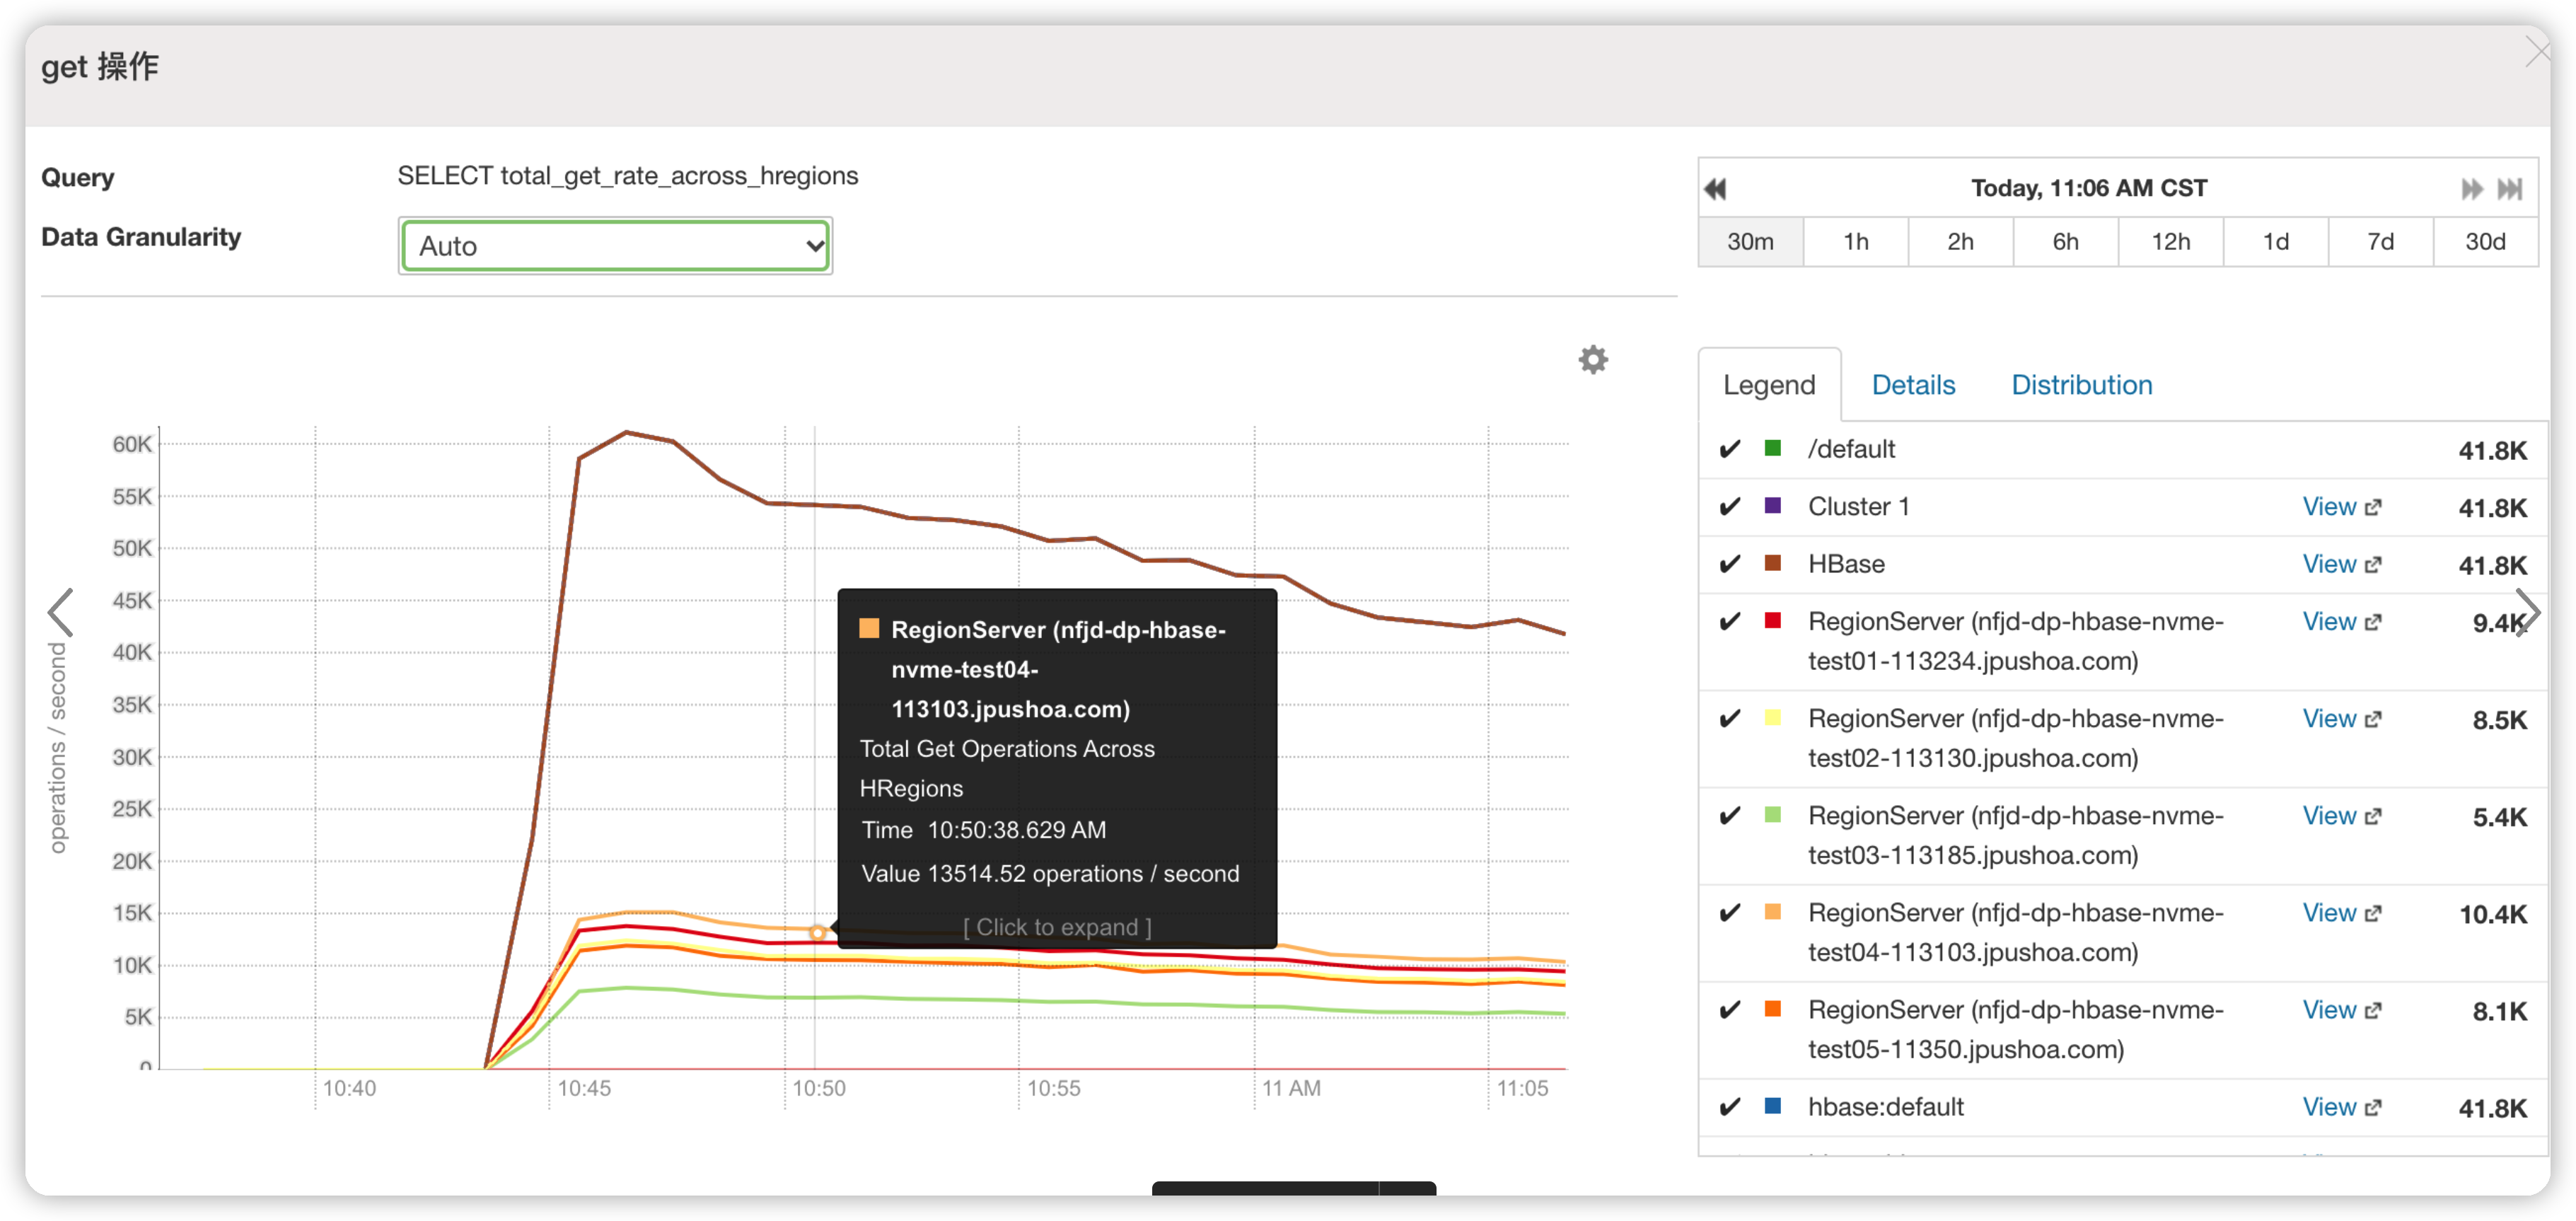 get 操作
Query
SELECT total_get_rate_across_hregions
Data Granularity
Auto
Today, 11:06 AM CST
30m
1h
2h
6h
12h
1d
7d
30d
Legend
Details
Distribution
operations / second
60K
55K
50K
45K
40K
35K
30K
25K
20K
15K
10K
5K
0
10:40
10:45
10:50
10:55
11 AM
11:05
RegionServer (nfjd-dp-hbase-
nvme-test04-
113103.jpushoa.com)
Total Get Operations Across
HRegions
Time 10:50:38.629 AM
Value 13514.52 operations / second
[ Click to expand ]
/default 41.8K
Cluster 1 View 41.8K
HBase View 41.8K
RegionServer (nfjd-dp-hbase-nvme- View 9.4K
test01-113234.jpushoa.com)
RegionServer (nfjd-dp-hbase-nvme- View 8.5K
test02-113130.jpushoa.com)
RegionServer (nfjd-dp-hbase-nvme- View 5.4K
test03-113185.jpushoa.com)
RegionServer (nfjd-dp-hbase-nvme- View 10.4K
test04-113103.jpushoa.com)
RegionServer (nfjd-dp-hbase-nvme- View 8.1K
test05-11350.jpushoa.com)
hbase:default View 41.8K